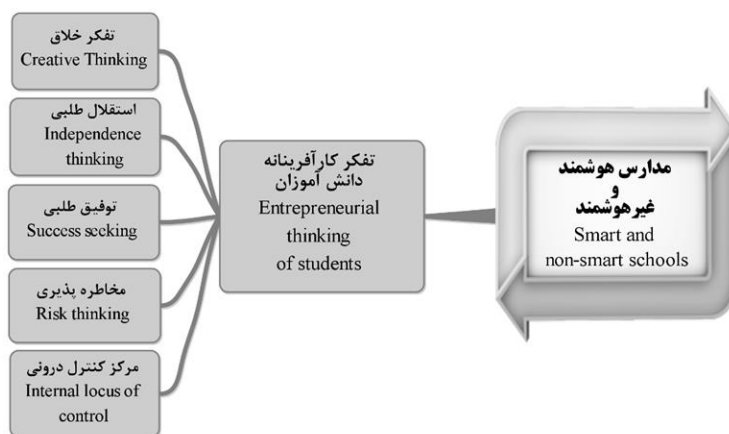 تفکر خلاق
Creative Thinking
استقلال طلبی
Independence
thinking
توفیق طلبی
Success seeking
مخاطره پذیری
Risk thinking
مرکز کنترل درونی
Internal locus of
control
تفکر کارآفرینانه
دانش آموزان
Entrepreneurial
thinking
of students
مدارس هوشمند
و
غیرهوشمند
Smart and
non-smart schools